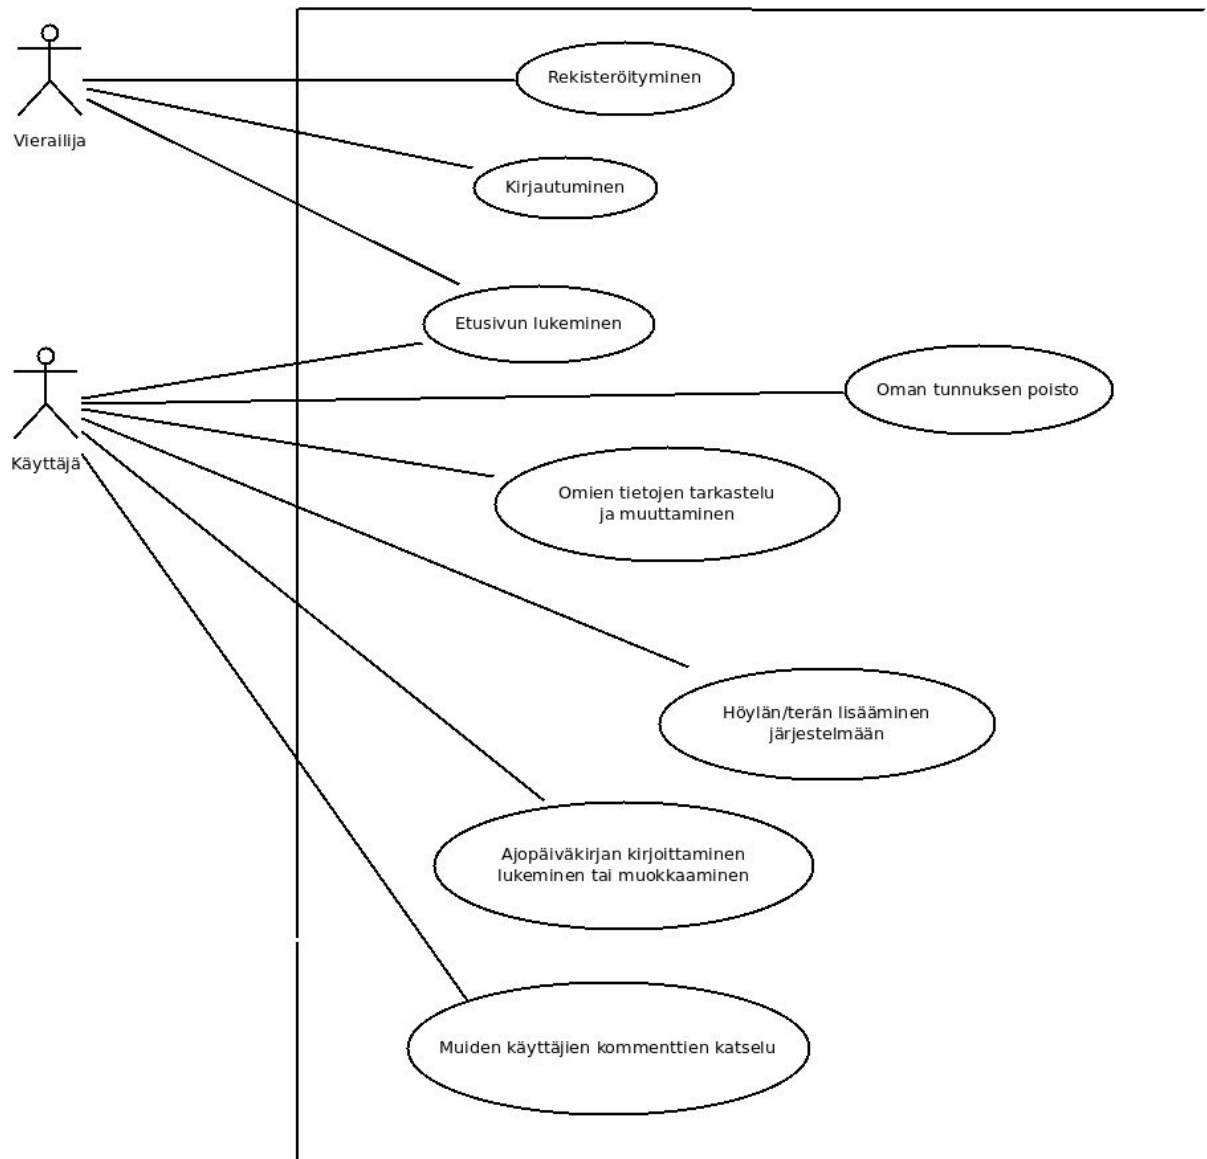 Rekisteröityminen
Vierailija
Kirjautuminen
Etusivun lukeminen
Oman tunnuksen poisto
Käyttäjä
Omien tietojen tarkastelu
ja muuttaminen
Höylän/terän lisääminen
järjestelmään
Ajopäiväkirjan kirjoittaminen
lukeminen tai muokkaaminen
Muiden käyttäjien kommenttien katselu